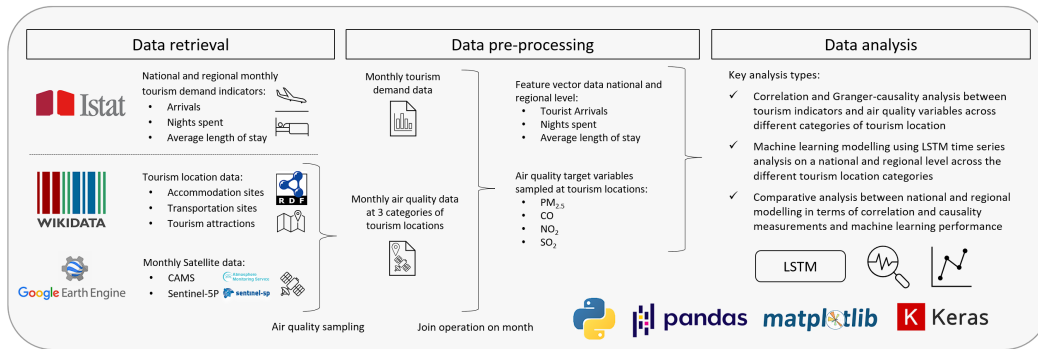 Data retrieval
Istat
National and regional monthly
tourism demand indicators:
• Arrivals
• Nights spent
• Average length of stay
WIKIDATA
Tourism location data:
• Accommodation sites
• Transportation sites
• Tourism attractions
RDF
Google Earth Engine
Monthly Satellite data:
• CAMS
• Sentinel-5P
Atmosphere
Monitoring Service
sentinel-5p
Air quality sampling
Data pre-processing
Monthly tourism
demand data
Monthly air quality data
at 3 categories of
tourism locations
Join operation on month
Feature vector data national and
regional level:
• Tourist Arrivals
• Nights spent
• Average length of stay
Air quality target variables
sampled at tourism locations:
• PM2.5
• CO
• NO2
• SO2
Data analysis
Key analysis types:
✓ Correlation and Granger-causality analysis between
tourism indicators and air quality variables across
different categories of tourism location
✓ Machine learning modelling using LSTM time series
analysis on a national and regional level across the
different tourism location categories
✓ Comparative analysis between national and regional
modelling in terms of correlation and causality
measurements and machine learning performance
LSTM
pandas
matplotlib
K Keras